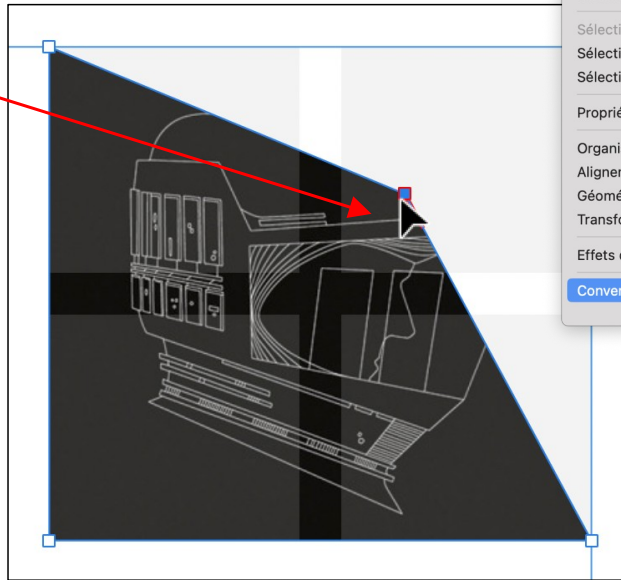 Sélecti
Sélecti
Sélecti
Proprié
Organi
Aligner
Géomé
Transfo
Effets
Conver